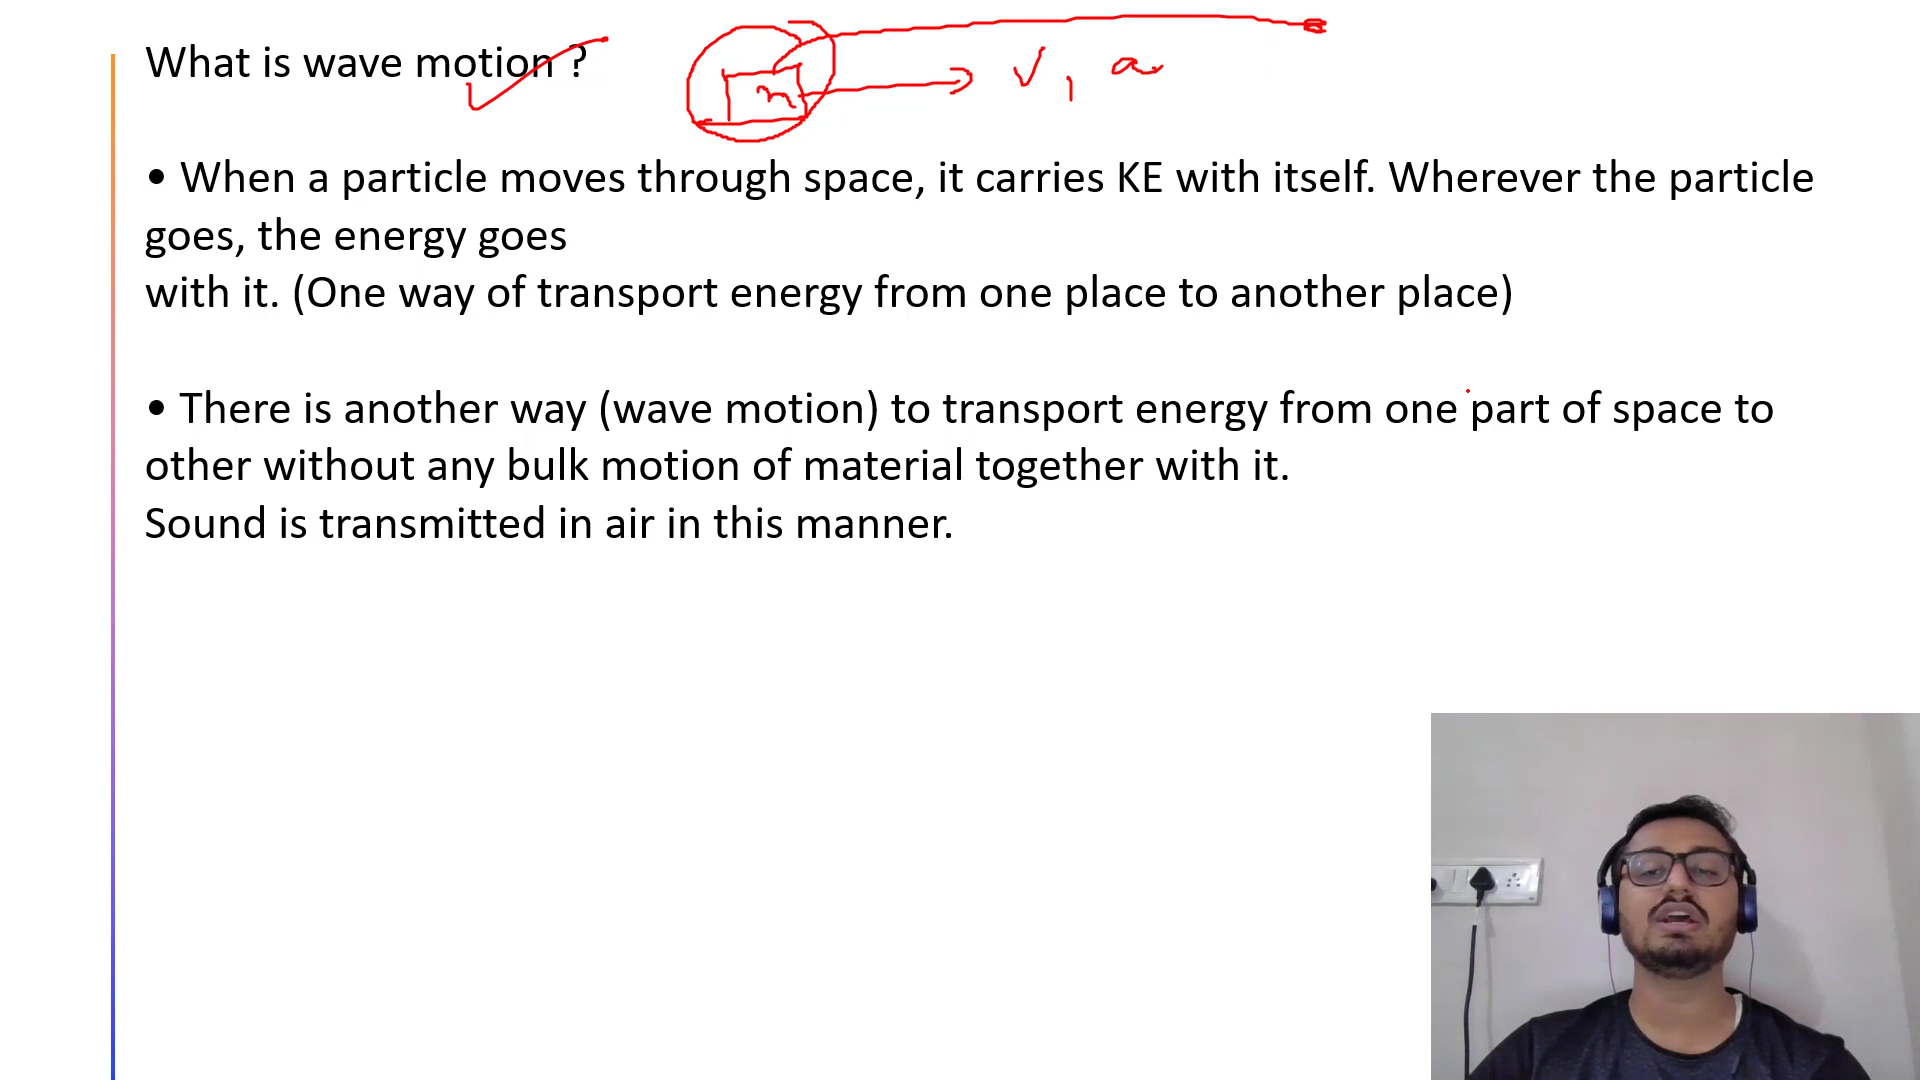 What is wave motion ?
m
v, a
• When a particle moves through space, it carries KE with itself. Wherever the particle
goes, the energy goes
with it. (One way of transport energy from one place to another place)
• There is another way (wave motion) to transport energy from one part of space to
other without any bulk motion of material together with it.
Sound is transmitted in air in this manner.